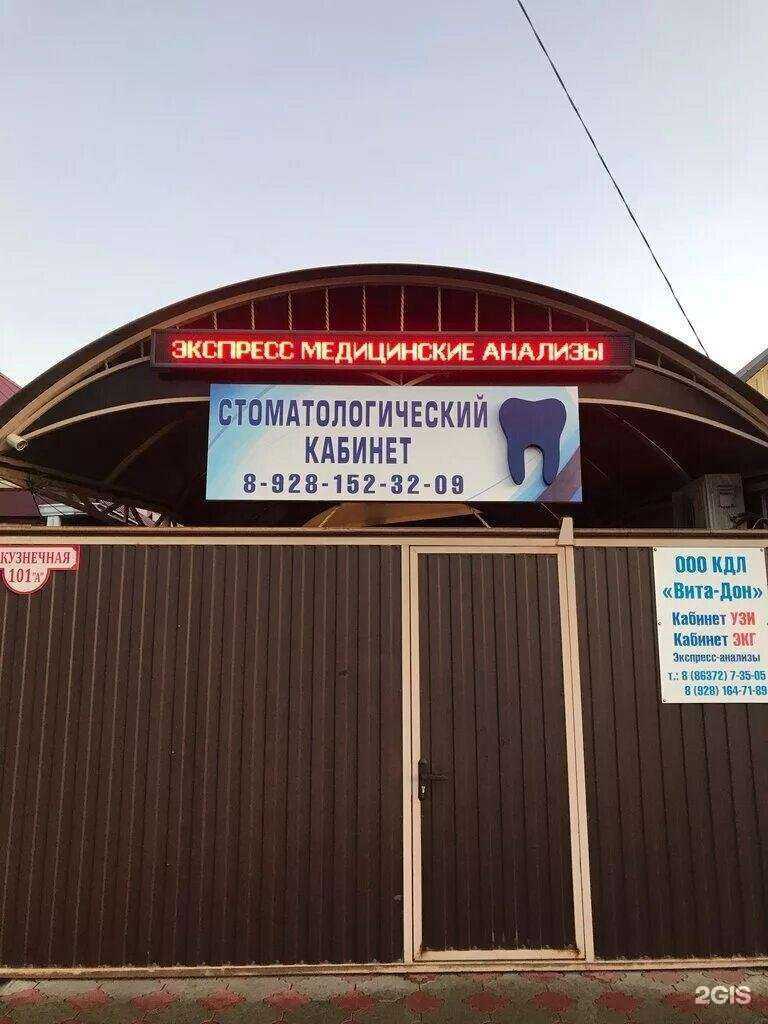 ЭКСПРЕСС МЕДИЦИНСКИЕ АНАЛИЗЫ
СТОМАТОЛОГИЧЕСКИЙ
КАБИНЕТ
8-928-152-32-09
КУЗНЕЧНАЯ
101"А"
ООО КДЛ
«Вита-Дон»
Кабинет УЗИ
Кабинет ЭКГ
Экспресс-анализы
т.: 8 (86372) 7-35-05
8 (928) 164-71-89
2GIS